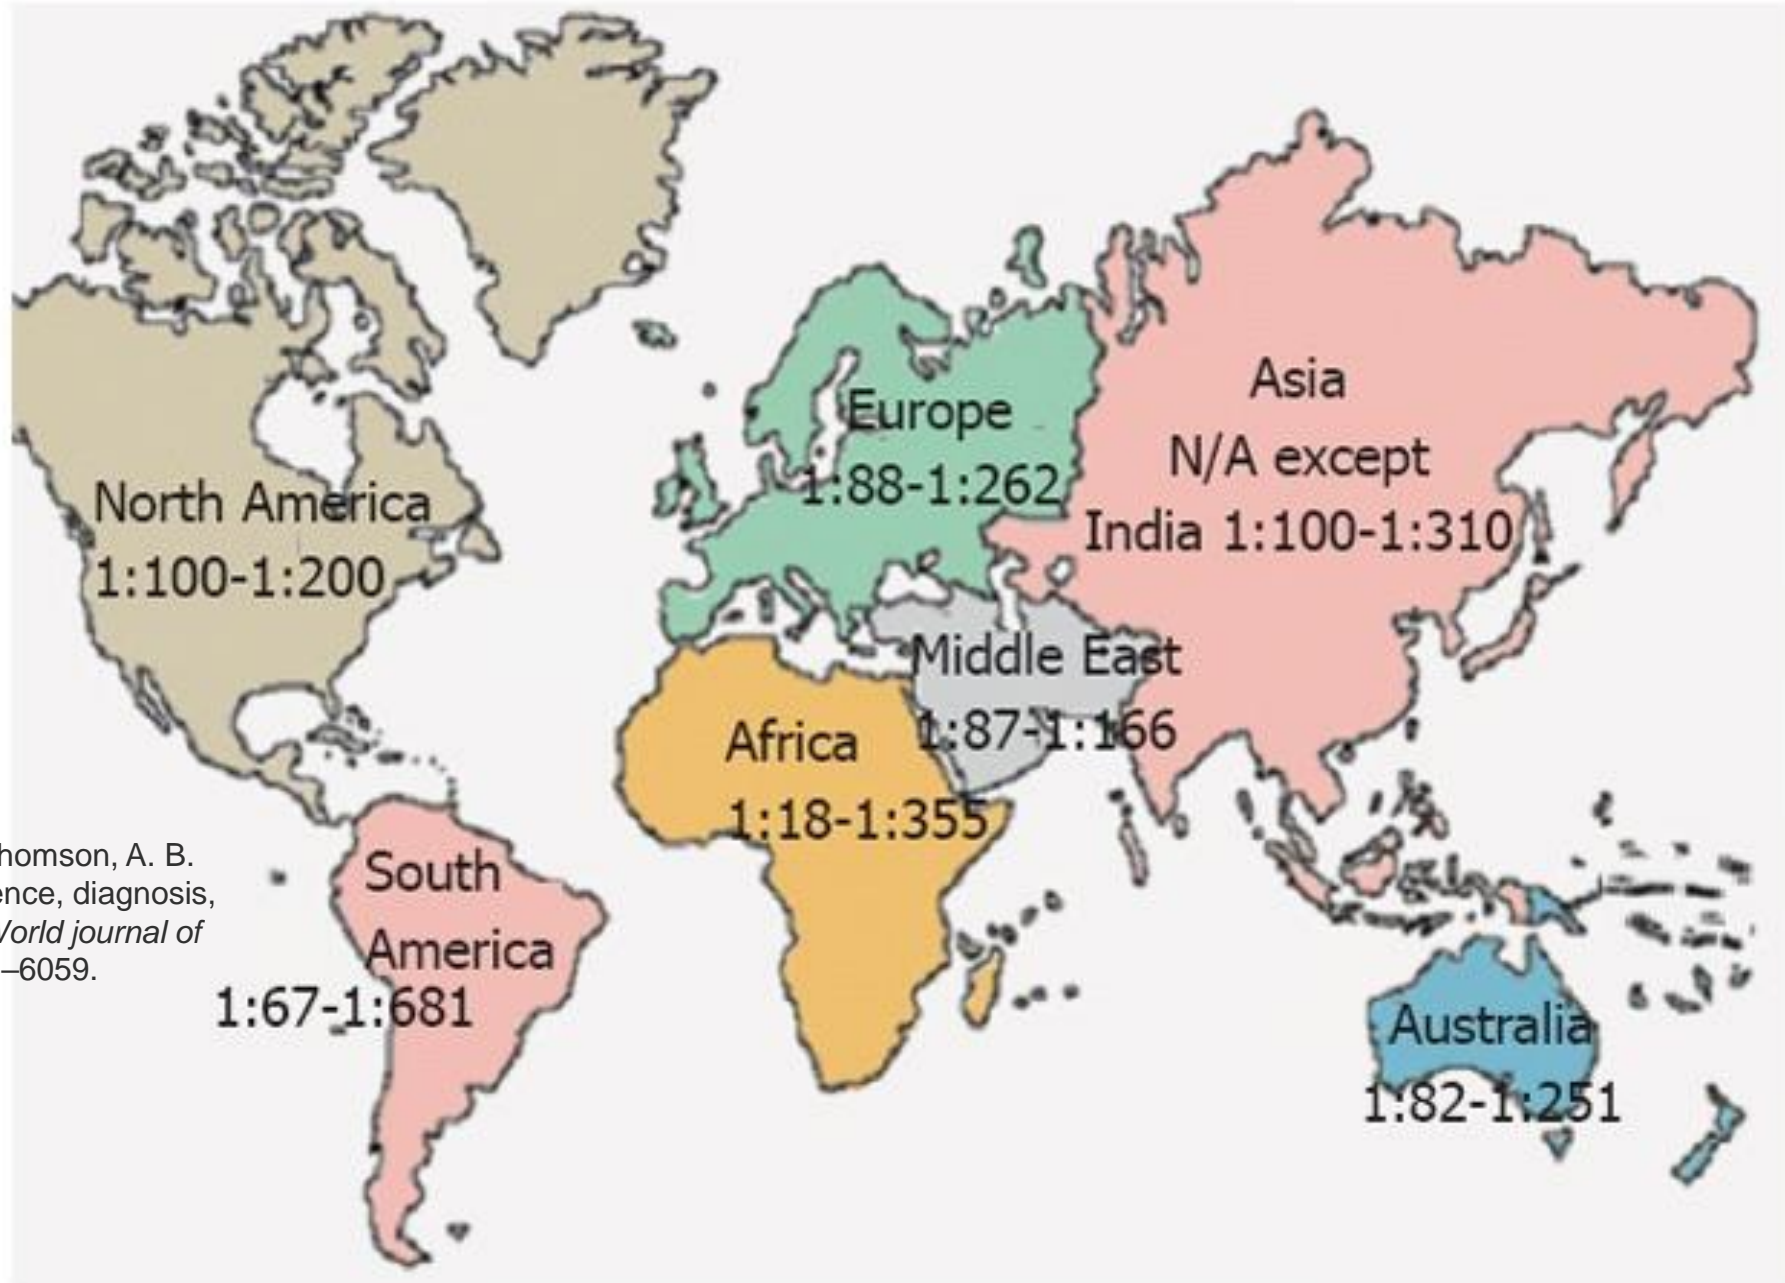 Asia
N/A except
India 1:100-1:310
Europe
1:88-1:262
North America
1:100-1:200
Middle East
1:87-1:166
Africa
1:18-1:355
South
America
1:67-1:681
Australia
1:82-1:251
homson, A. B.
ence, diagnosis,
World journal of
–6059.